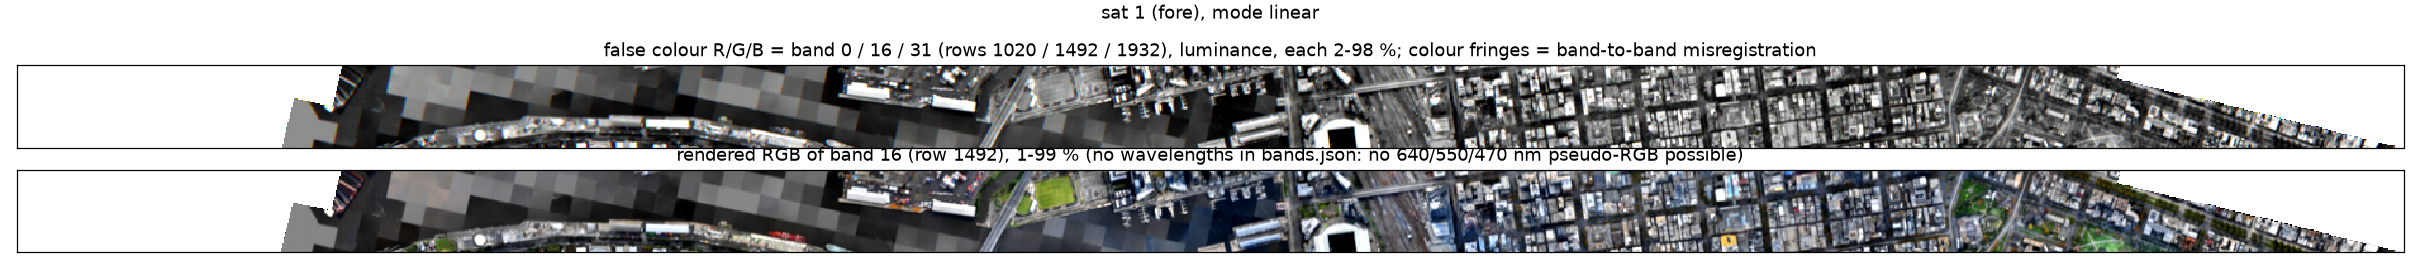 sat 1 (fore), mode linear
false colour R/G/B = band 0 / 16 / 31 (rows 1020 / 1492 / 1932), luminance, each 2-98 %; colour fringes = band-to-band misregistration
rendered RGB of band 16 (row 1492), 1-99 % (no wavelengths in bands.json: no 640/550/470 nm pseudo-RGB possible)